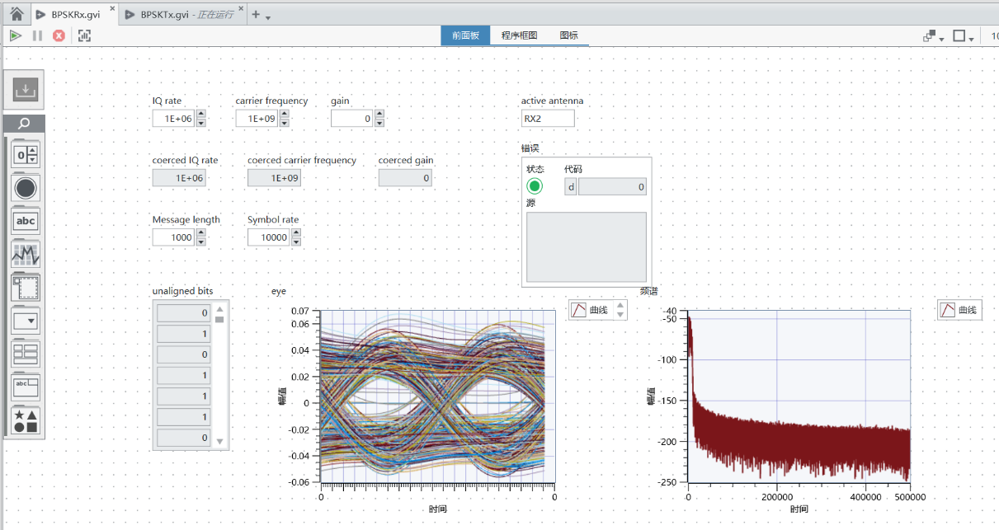 BPSKRx.gvi
BPSKTx.gvi - 正在运行
前面板 程序框图 图标
10
IQ rate carrier frequency gain active antenna
1E+06 1E+09 0 RX2
错误
coerced IQ rate coerced carrier frequency coerced gain
1E+06 1E+09 0
状态 代码
d 0
源
Message length Symbol rate
1000 10000
unaligned bits eye 频谱
0
1
0
1
1
1
0
曲线
0.07
0.06
0.04
0.02
0
-0.02
-0.04
-0.06
幅值
0 0
时间
曲线
-40
-50
-100
-150
-200
-250
幅值
0 200000 400000 500000
时间
0
abc
abc